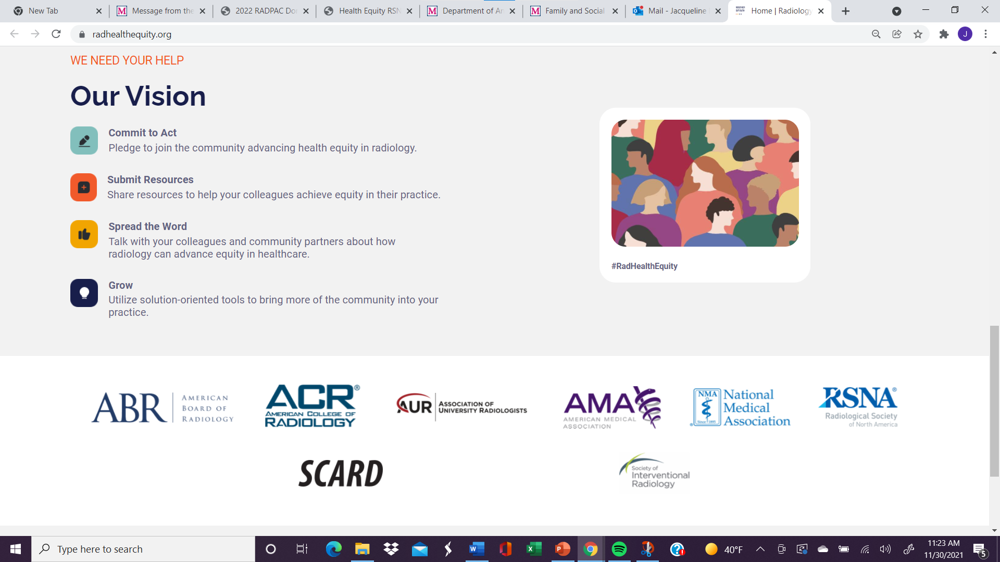 New Tab
Message from the
2022 RADPAC Do
Health Equity RSN
Department of A
Family and Social
Mail - Jacqueline
Home | Radiology
radhealthequity.org
J
WE NEED YOUR HELP
Our Vision
Commit to Act
Pledge to join the community advancing health equity in radiology.
Submit Resources
Share resources to help your colleagues achieve equity in their practice.
Spread the Word
Talk with your colleagues and community partners about how
radiology can advance equity in healthcare.
Grow
Utilize solution-oriented tools to bring more of the community into your
practice.
#RadHealthEquity
ABR
AMERICAN
BOARD OF
RADIOLOGY
ACR®
AMERICAN COLLEGE OF
RADIOLOGY
AUR
ASSOCIATION OF
UNIVERSITY RADIOLOGISTS
AMA
AMERICAN MEDICAL
ASSOCIATION
NMA
Since 1895
National
Medical
Association
RSNA®
Radiological Society
of North America
SCARD
Society of
Interventional
Radiology
Type here to search
40°F
11:23 AM
11/30/2021
5